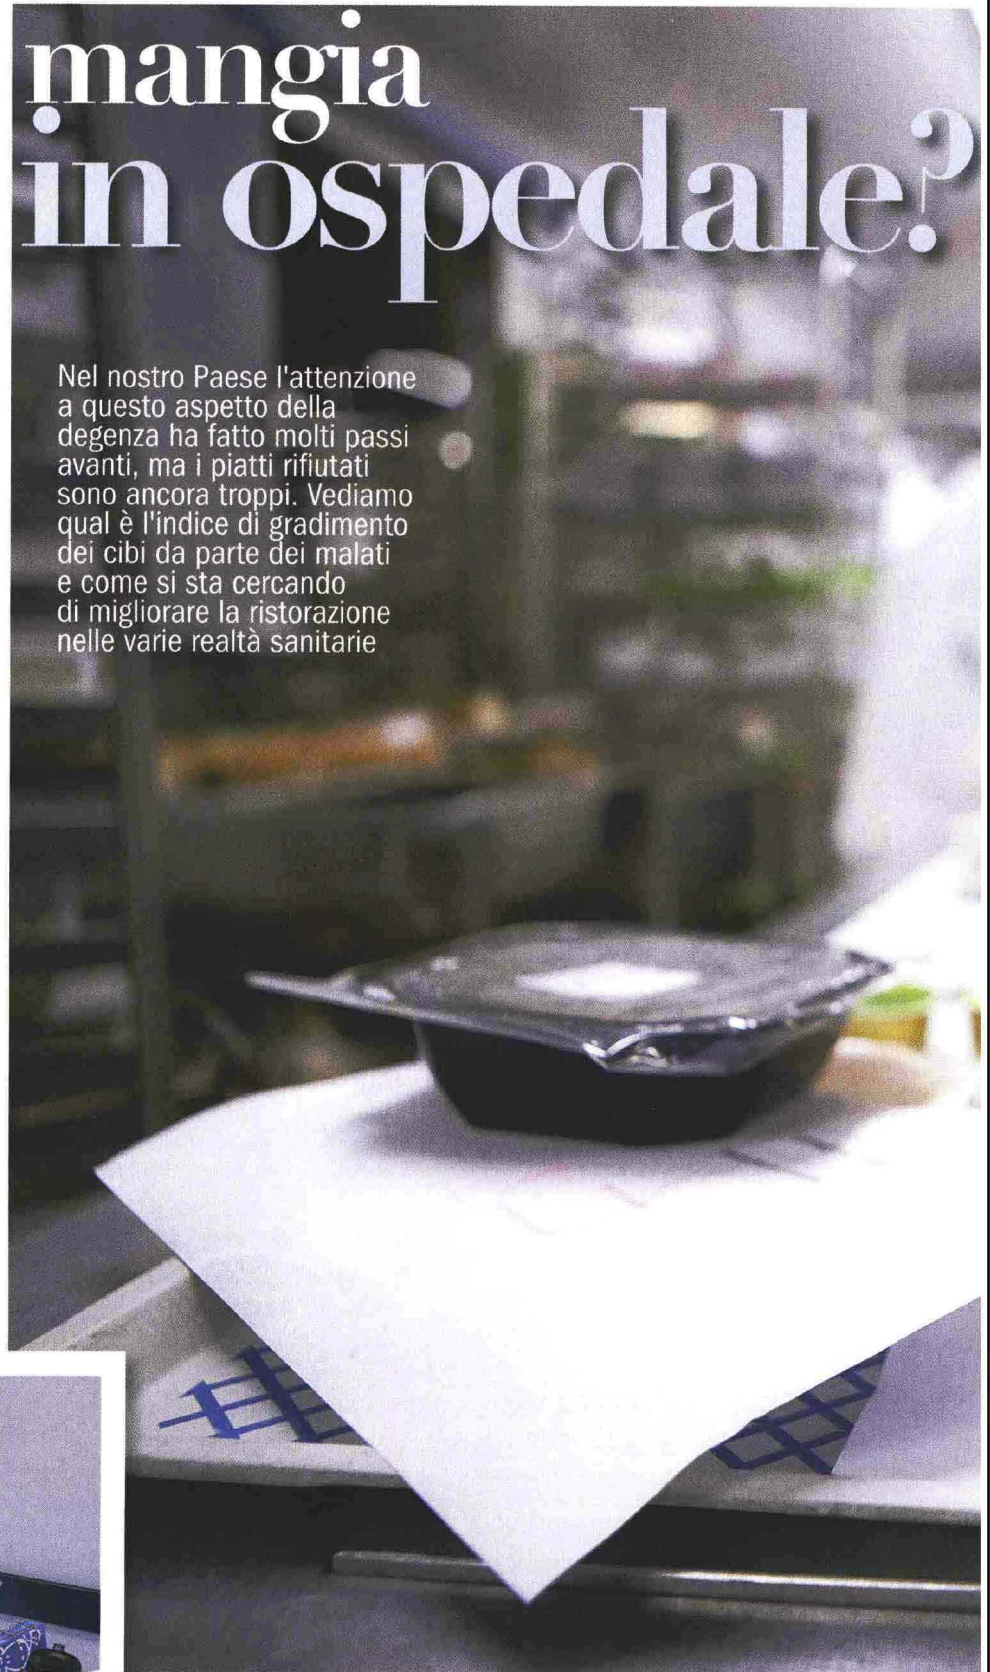 mangia
in ospedale?
Nel nostro Paese l'attenzione
a questo aspetto della
degenza ha fatto molti passi
avanti, ma i piatti rifiutati
sono ancora troppi. Vediamo
qual è l'indice di gradimento
dei cibi da parte dei malati
e come si sta cercando
di migliorare la ristorazione
nelle varie realtà sanitarie